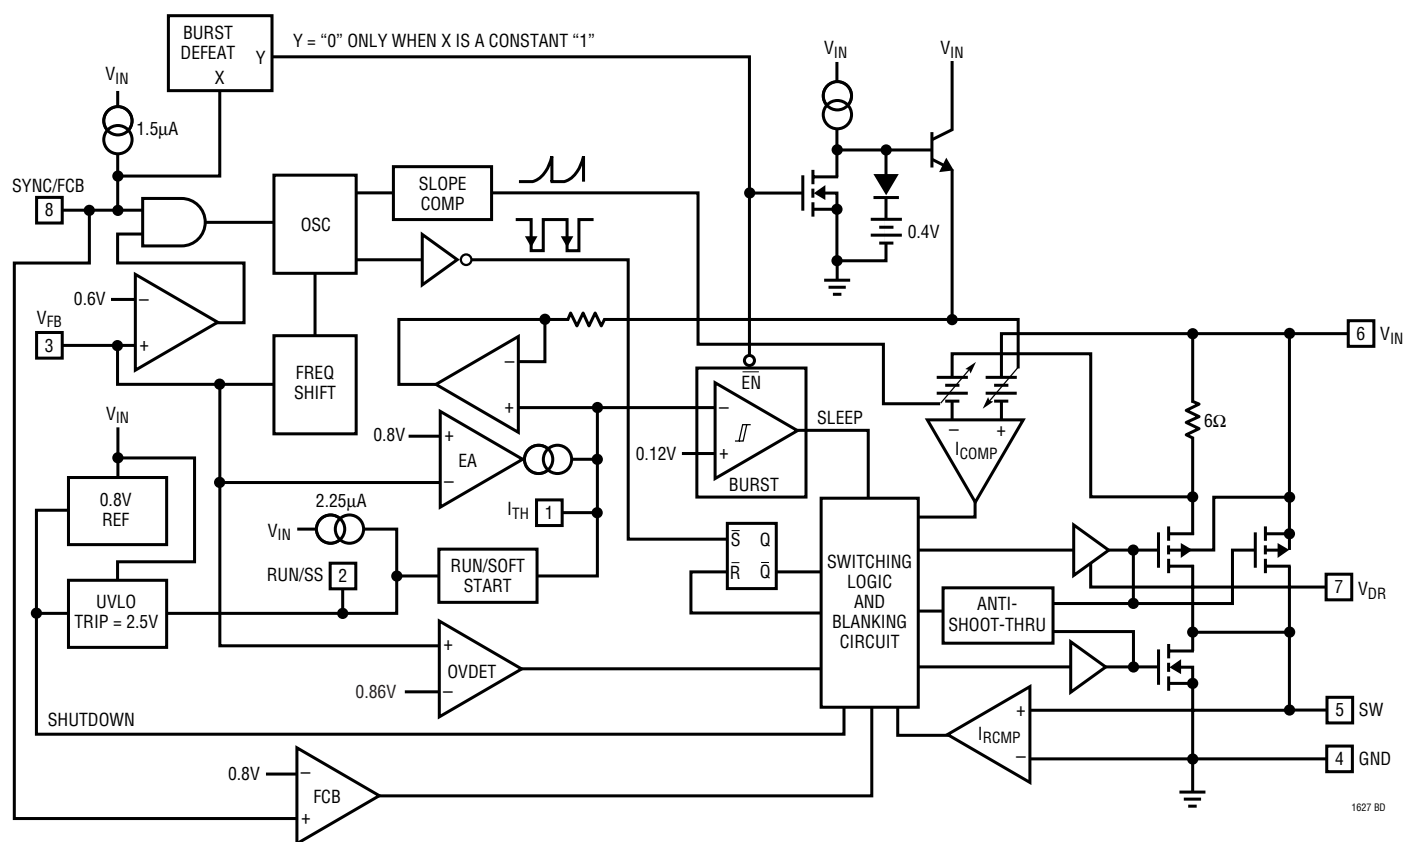 BURST
DEFEAT
Y
X
Y = “0” ONLY WHEN X IS A CONSTANT “1”
VIN
1.5µA
SYNC/FCB
8
OSC
SLOPE
COMP
VIN
VIN
0.4V
0.6V
–
+
VFB
3
FREQ
SHIFT
–
+
EN
–
+
0.12V
BURST
SLEEP
–
+
ICOMP
6
VIN
6Ω
VIN
0.8V
REF
0.8V
+
–
EA
2.25µA
VIN
ITH
1
RUN/SS
2
RUN/SOFT
START
UVLO
TRIP = 2.5V
S
Q
R
Q
SWITCHING
LOGIC
AND
BLANKING
CIRCUIT
ANTI-
SHOOT-THRU
7
VDR
+
OVDET
0.86V
–
SHUTDOWN
+
IRCMP
–
5
SW
4
GND
0.8V
–
FCB
+
1627 BD